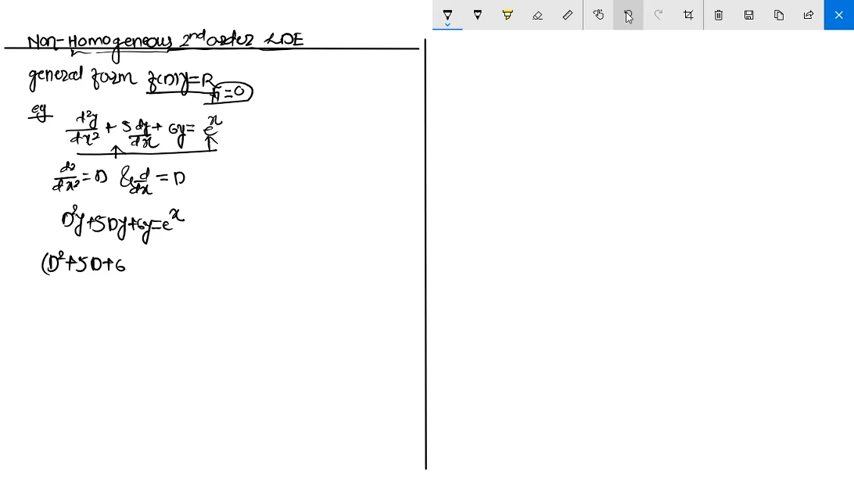 Non-Homogeneous 2nd order LDE
general form f(D)y=R
R=0
eg d²y/dx² + 5 dy/dx + 6y = e^x
d²/dx² = D & d/dx = D
D²y+5Dy+6y=e^x
(D²+5D+6